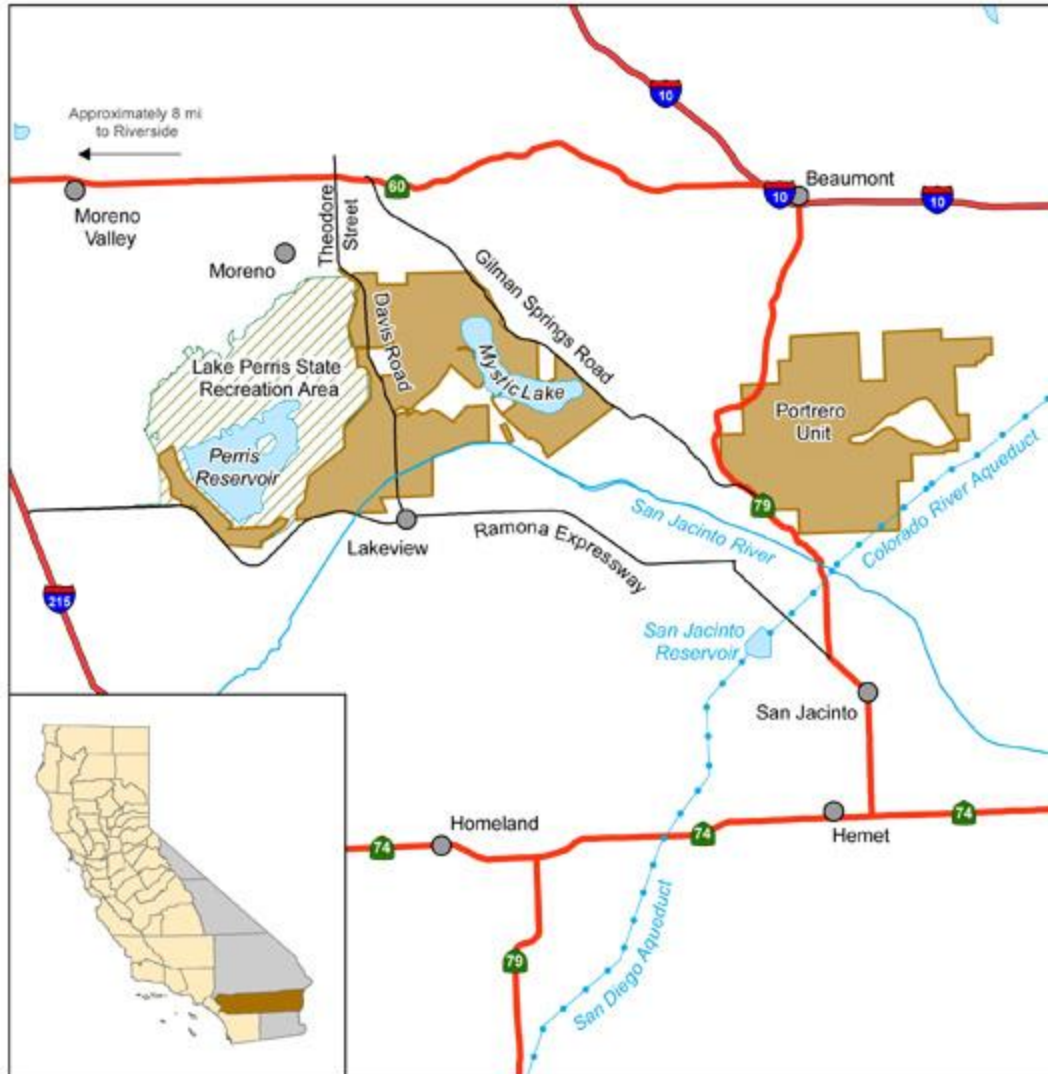 Approximately 8 mi
to Riverside
10
Beaumont
10
10
60
Moreno
Valley
Theodore
Street
Moreno
Gilman Springs Road
Davis Road
Mystic Lake
Lake Perris State
Recreation Area
Perris
Reservoir
Portrero
Unit
Colorado River Aqueduct
79
San Jacinto River
Lakeview
Ramona Expressway
215
San Jacinto
Reservoir
San Jacinto
Homeland
74
74
74
Hemet
San Diego Aqueduct
79